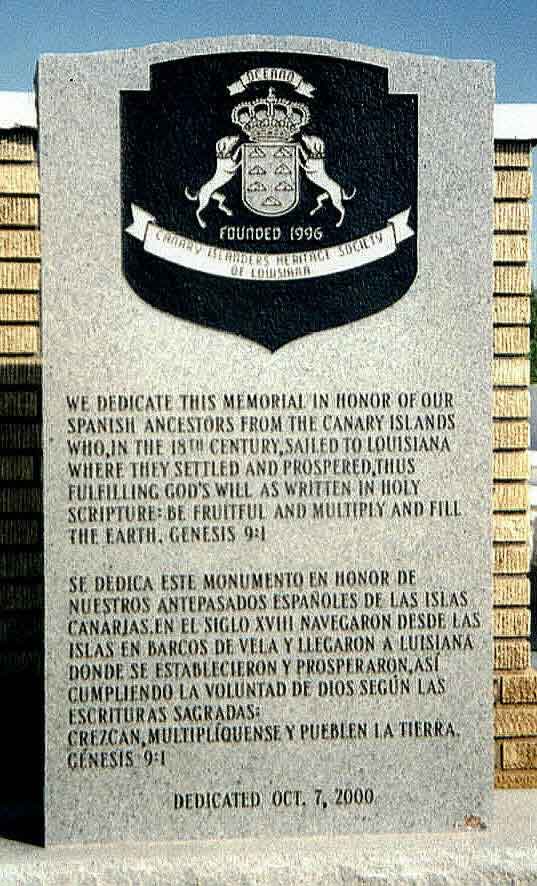 OCEANO
FOUNDED 1996
CANARY ISLANDERS HERITAGE SOCIETY
OF LOUISIANA
WE DEDICATE THIS MEMORIAL IN HONOR OF OUR
SPANISH ANCESTORS FROM THE CANARY ISLANDS
WHO, IN THE 18TH CENTURY, SAILED TO LOUISIANA
WHERE THEY SETTLED AND PROSPERED, THUS
FULFILLING GOD'S WILL AS WRITTEN IN HOLY
SCRIPTURE: BE FRUITFUL AND MULTIPLY AND FILL
THE EARTH. GENESIS 9:1
SE DEDICA ESTE MONUMENTO EN HONOR DE
NUESTROS ANTEPASADOS ESPAÑOLES DE LAS ISLAS
CANARIAS. EN EL SIGLO XVIII NAVEGARON DESDE LAS
ISLAS EN BARCOS DE VELA Y LLEGARON A LUISIANA
DONDE SE ESTABLECIERON Y PROSPERARON, ASÍ
CUMPLIENDO LA VOLUNTAD DE DIOS SEGÚN LAS
ESCRITURAS SAGRADAS:
CREZCAN, MULTIPLÍQUENSE Y PUEBLEN LA TIERRA.
GÉNESIS 9:1
DEDICATED OCT. 7, 2000